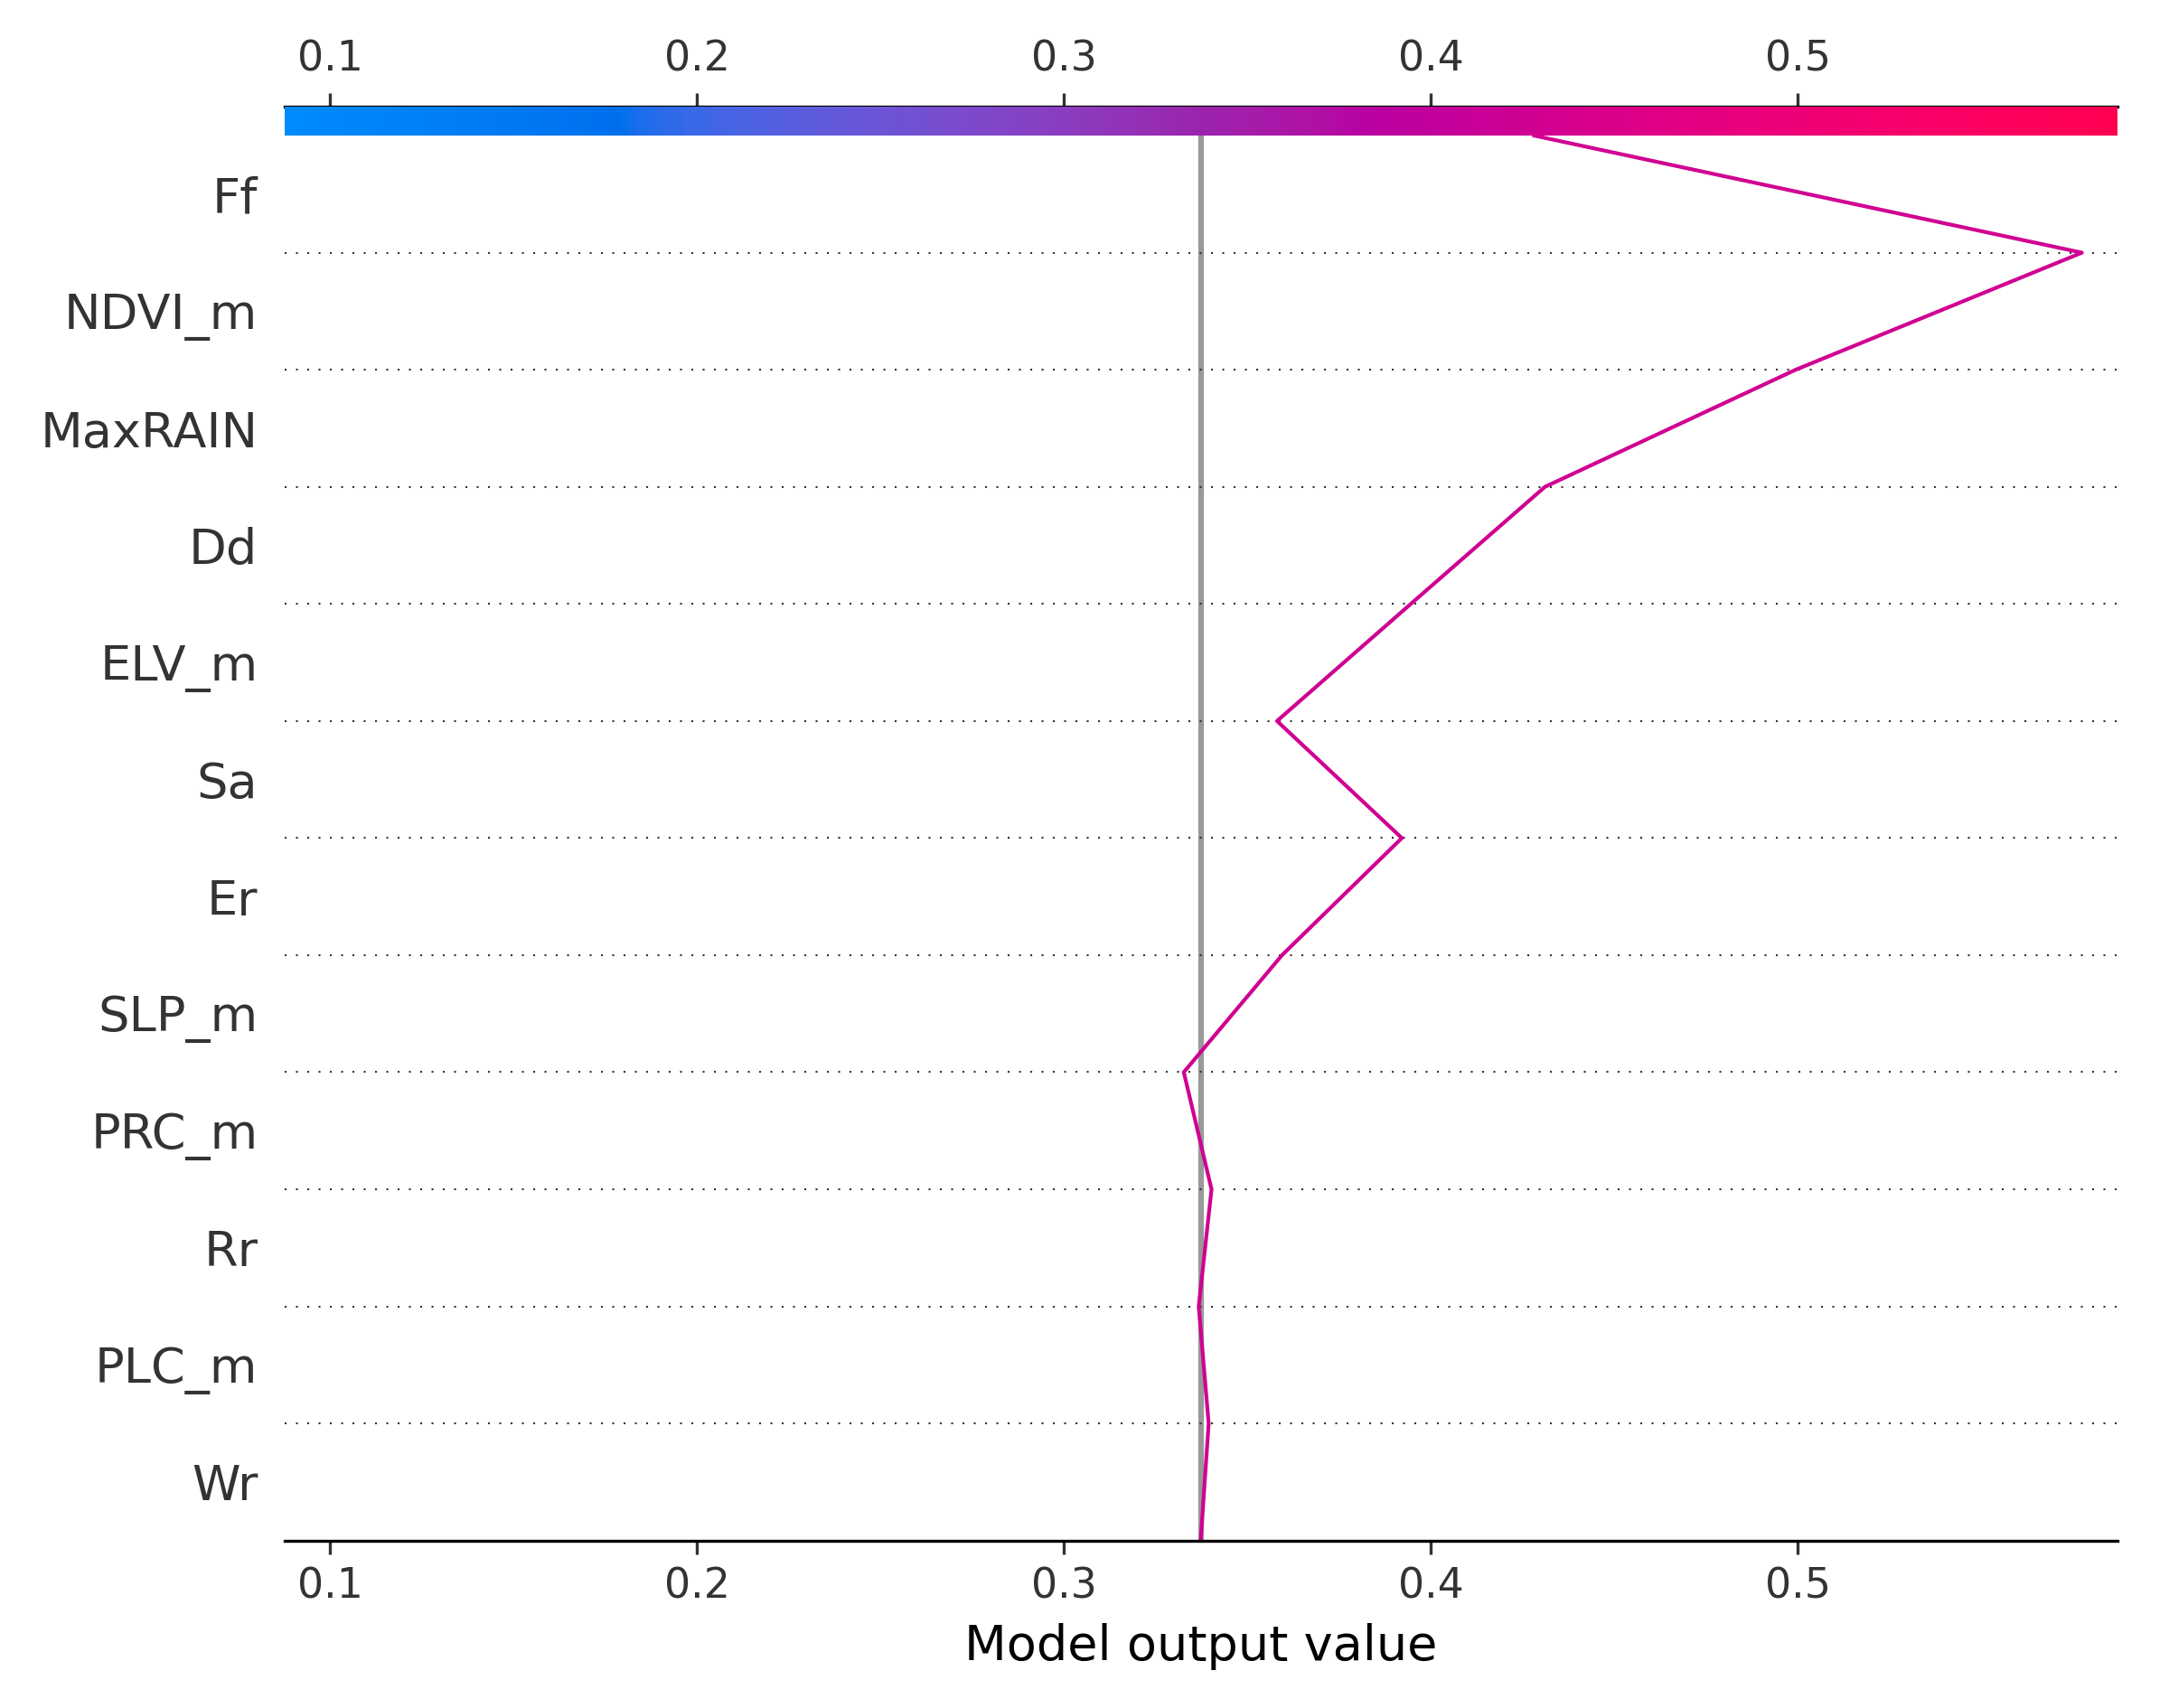 0.1 0.2 0.3 0.4 0.5
Ff
NDVI_m
MaxRAIN
Dd
ELV_m
Sa
Er
SLP_m
PRC_m
Rr
PLC_m
Wr
0.1 0.2 0.3 0.4 0.5
Model output value